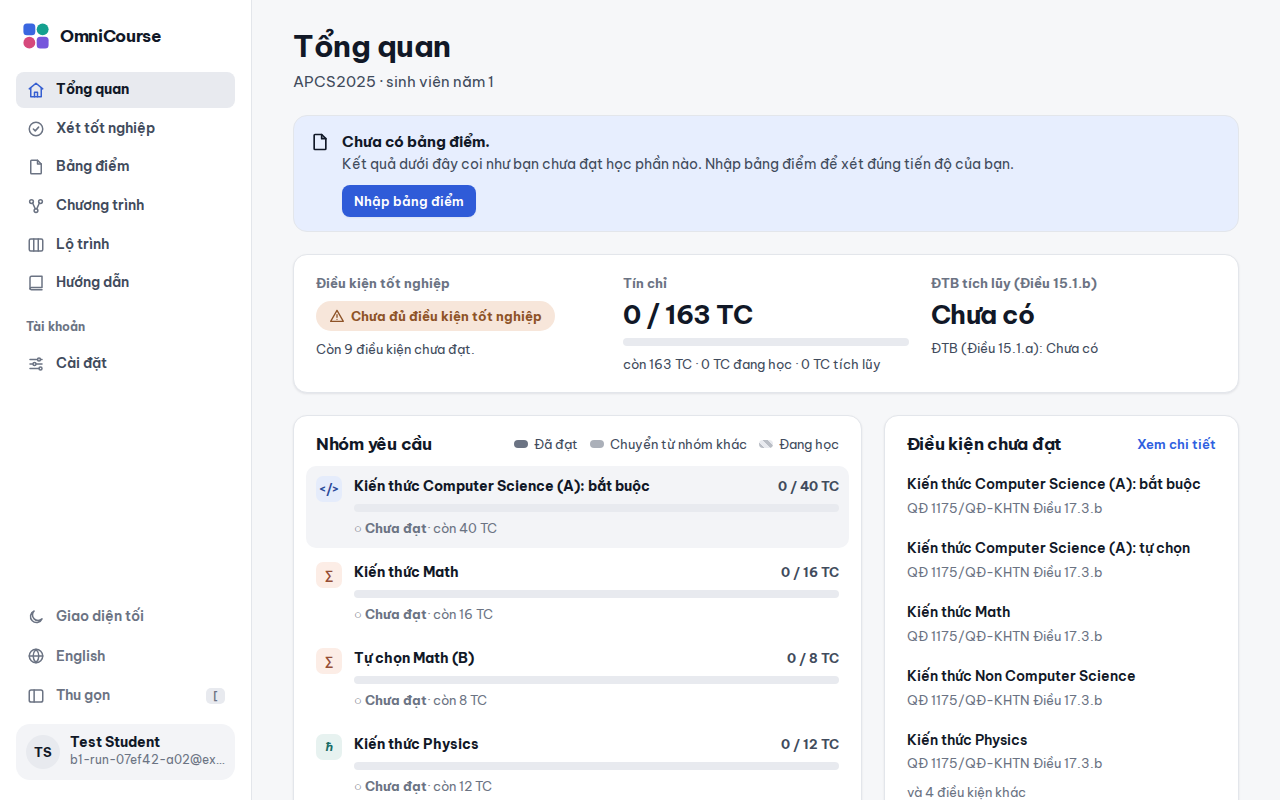 OmniCourse
Tổng quan
Xét tốt nghiệp
Bảng điểm
Chương trình
Lộ trình
Hướng dẫn
Tài khoản
Cài đặt
Giao diện tối
English
Thu gọn [
TS
Test Student
b1-run-07ef42-a02@ex…
Tổng quan
APCS2025 · sinh viên năm 1
Chưa có bảng điểm.
Kết quả dưới đây coi như bạn chưa đạt học phần nào. Nhập bảng điểm để xét đúng tiến độ của bạn.
Nhập bảng điểm
Điều kiện tốt nghiệp
Chưa đủ điều kiện tốt nghiệp
Còn 9 điều kiện chưa đạt.
Tín chỉ
0 / 163 TC
còn 163 TC · 0 TC đang học · 0 TC tích lũy
ĐTB tích lũy (Điều 15.1.b)
Chưa có
ĐTB (Điều 15.1.a): Chưa có
Nhóm yêu cầu
Đã đạt Chuyển từ nhóm khác Đang học
</> Kiến thức Computer Science (A): bắt buộc 0 / 40 TC
○ Chưa đạt · còn 40 TC
∑ Kiến thức Math 0 / 16 TC
○ Chưa đạt · còn 16 TC
∑ Tự chọn Math (B) 0 / 8 TC
○ Chưa đạt · còn 8 TC
ħ Kiến thức Physics 0 / 12 TC
○ Chưa đạt · còn 12 TC
Điều kiện chưa đạt Xem chi tiết
Kiến thức Computer Science (A): bắt buộc
QĐ 1175/QĐ-KHTN Điều 17.3.b
Kiến thức Computer Science (A): tự chọn
QĐ 1175/QĐ-KHTN Điều 17.3.b
Kiến thức Math
QĐ 1175/QĐ-KHTN Điều 17.3.b
Kiến thức Non Computer Science
QĐ 1175/QĐ-KHTN Điều 17.3.b
Kiến thức Physics
QĐ 1175/QĐ-KHTN Điều 17.3.b
và 4 điều kiện khác